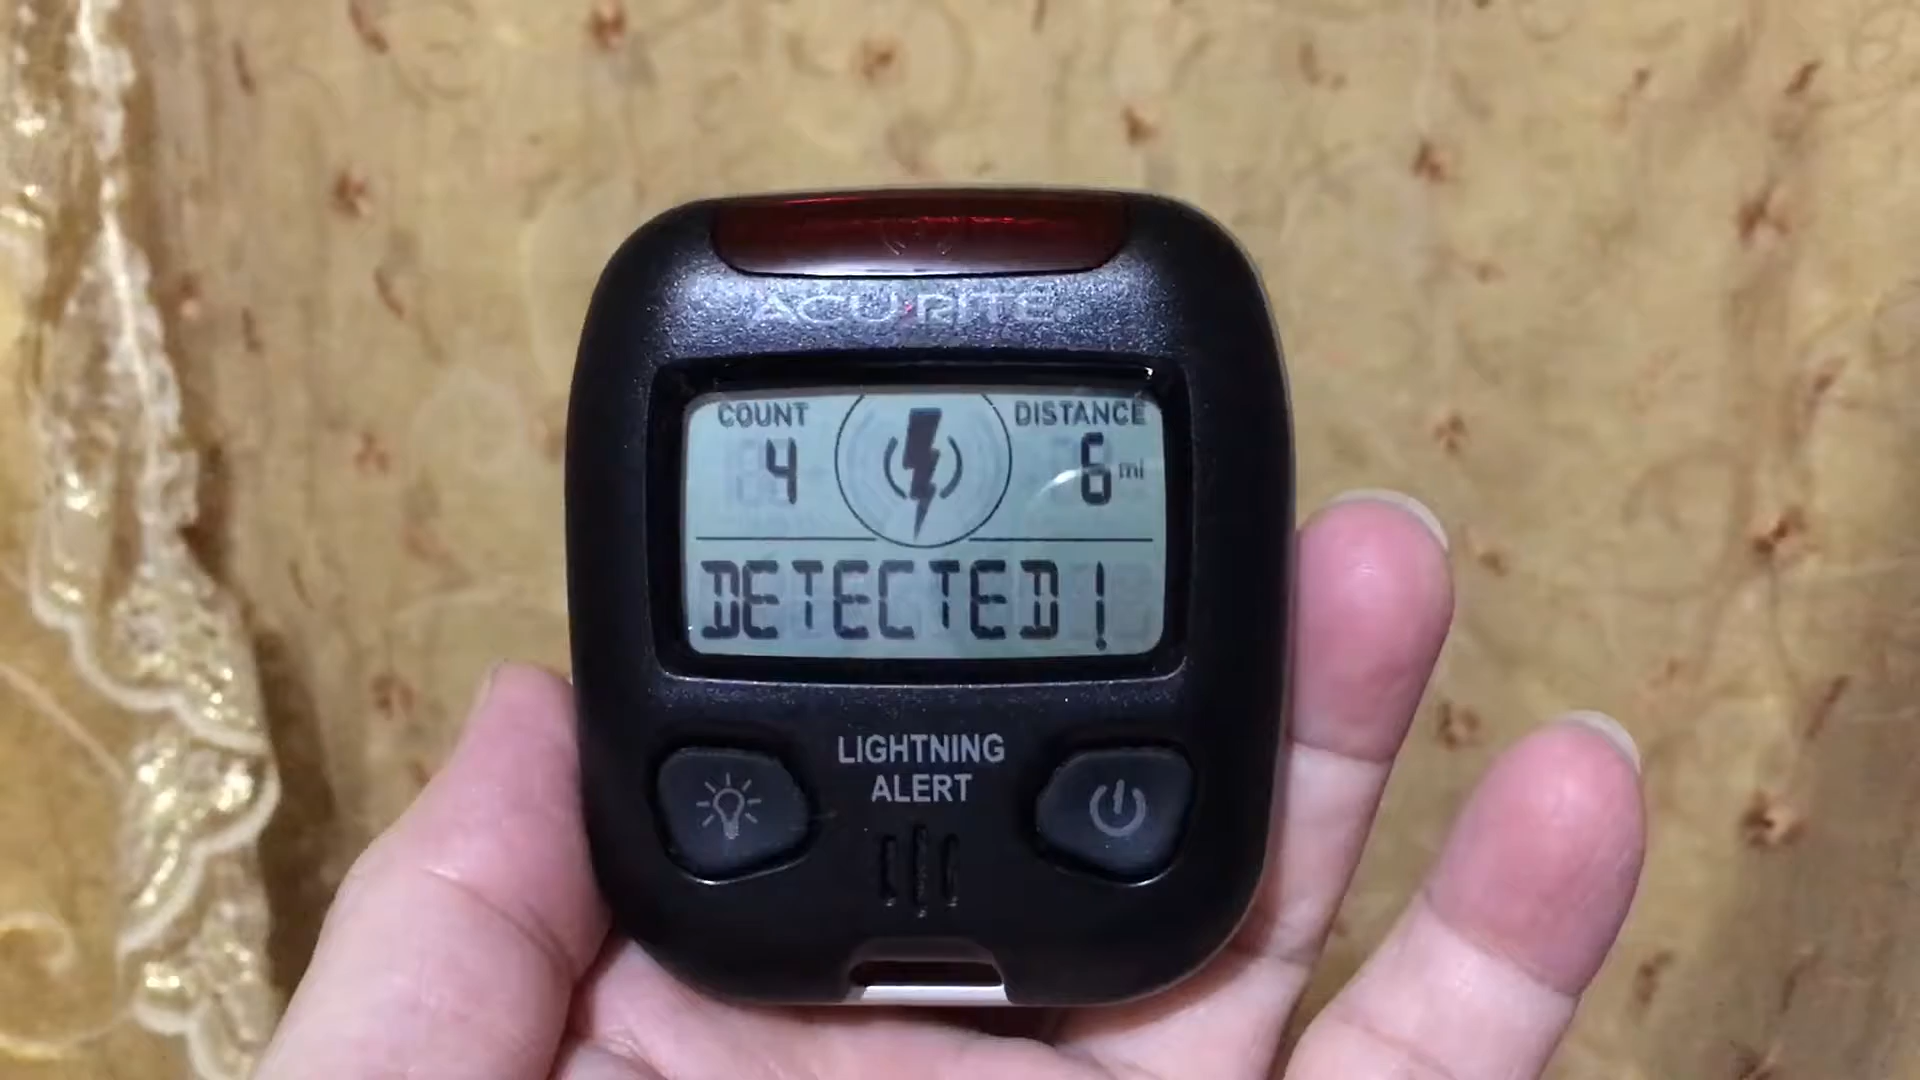 ACU RITE
COUNT DISTANCE
4 6 mi
DETECTED!
LIGHTNING
ALERT